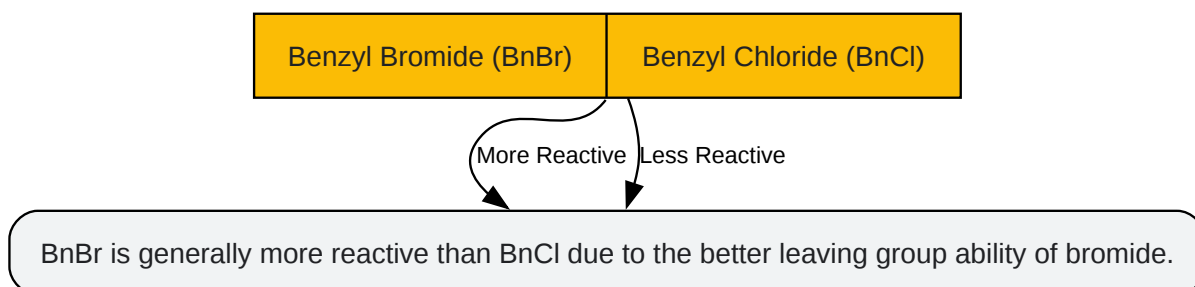 Benzyl Bromide (BnBr) Benzyl Chloride (BnCl)
More Reactive Less Reactive
BnBr is generally more reactive than BnCl due to the better leaving group ability of bromide.